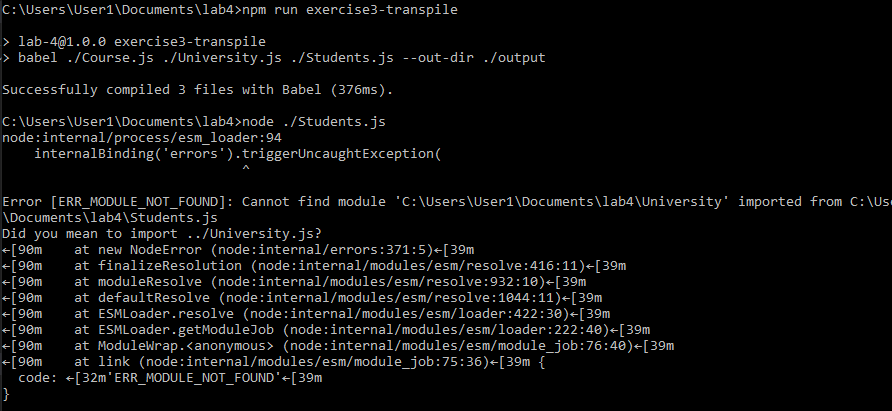 C:\Users\User1\Documents\lab4>npm run exercise3-transpile
> lab-4@1.0.0 exercise3-transpile
> babel ./Course.js ./University.js ./Students.js --out-dir ./output
Successfully compiled 3 files with Babel (376ms).
C:\Users\User1\Documents\lab4>node ./Students.js
node:internal/process/esm_loader:94
    internalBinding('errors').triggerUncaughtException(
                              ^
Error [ERR_MODULE_NOT_FOUND]: Cannot find module 'C:\Users\User1\Documents\lab4\University' imported from C:\Use
\Documents\lab4\Students.js
Did you mean to import ../University.js?
←[90m    at new NodeError (node:internal/errors:371:5)←[39m
←[90m    at finalizeResolution (node:internal/modules/esm/resolve:416:11)←[39m
←[90m    at moduleResolve (node:internal/modules/esm/resolve:932:10)←[39m
←[90m    at defaultResolve (node:internal/modules/esm/resolve:1044:11)←[39m
←[90m    at ESMLoader.resolve (node:internal/modules/esm/loader:422:30)←[39m
←[90m    at ESMLoader.getModuleJob (node:internal/modules/esm/loader:222:40)←[39m
←[90m    at ModuleWrap.<anonymous> (node:internal/modules/esm/module_job:76:40)←[39m
←[90m    at link (node:internal/modules/esm/module_job:75:36)←[39m {
  code: ←[32m'ERR_MODULE_NOT_FOUND'←[39m
}